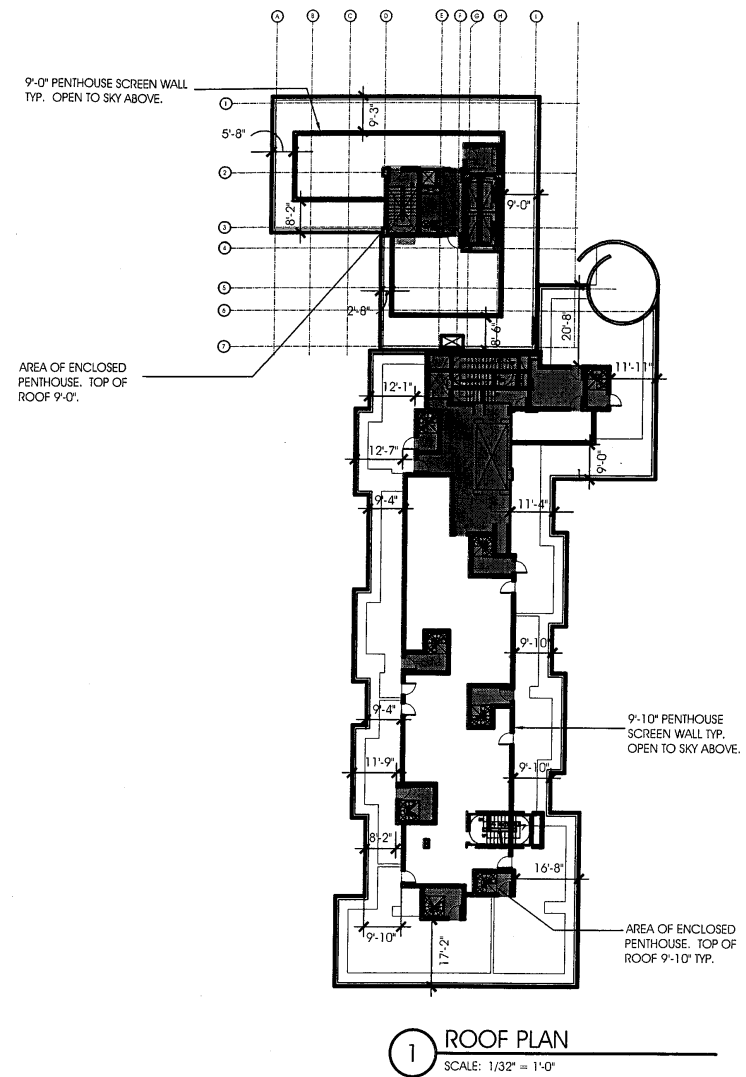 A B C D E F G H I
9'-0" PENTHOUSE SCREEN WALL
TYP. OPEN TO SKY ABOVE.
1
9'-3"
5'-8"
2
8'-2"
9'-0"
3
4
5
6
2'-8"
8'-6"
20'-8"
7
AREA OF ENCLOSED
PENTHOUSE. TOP OF
ROOF 9'-0".
12'-1"
11'-11"
12'-7"
9'-0"
9'-4"
11'-4"
9'-10"
9'-4"
9'-10" PENTHOUSE
SCREEN WALL TYP.
OPEN TO SKY ABOVE.
11'-9"
9'-10"
8'-2"
16'-8"
9'-10"
17'-2"
AREA OF ENCLOSED
PENTHOUSE. TOP OF
ROOF 9'-10" TYP.
1 ROOF PLAN
SCALE: 1/32" = 1'-0"